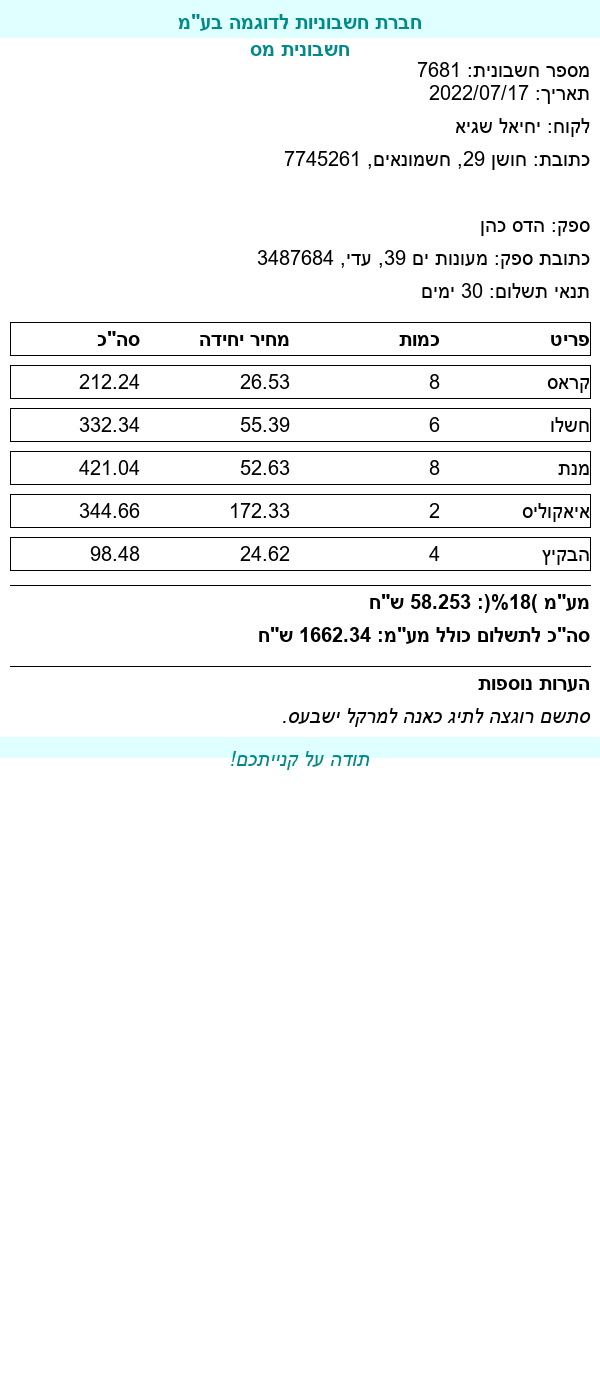 חברת חשבוניות לדוגמה בע"מ
חשבונית מס
מספר חשבונית: 7681
תאריך: 2022/07/17
לקוח: יחיאל שגיא
כתובת: חושן 29, חשמונאים, 7745261
ספק: הדס כהן
כתובת ספק: מעונות ים 39, עדי, 3487684
תנאי תשלום: 30 ימים
פריט כמות מחיר יחידה סה"כ
קראס 8 26.53 212.24
חשלו 6 55.39 332.34
מנת 8 52.63 421.04
איאקוליס 2 172.33 344.66
הבקיץ 4 24.62 98.48
מע"מ )18%(: 58.253 ש"ח
סה"כ לתשלום כולל מע"מ: 1662.34 ש"ח
הערות נוספות
סתשם רוגצה לתיג כאנה למרקל ישבעס.
תודה על קנייתכם!